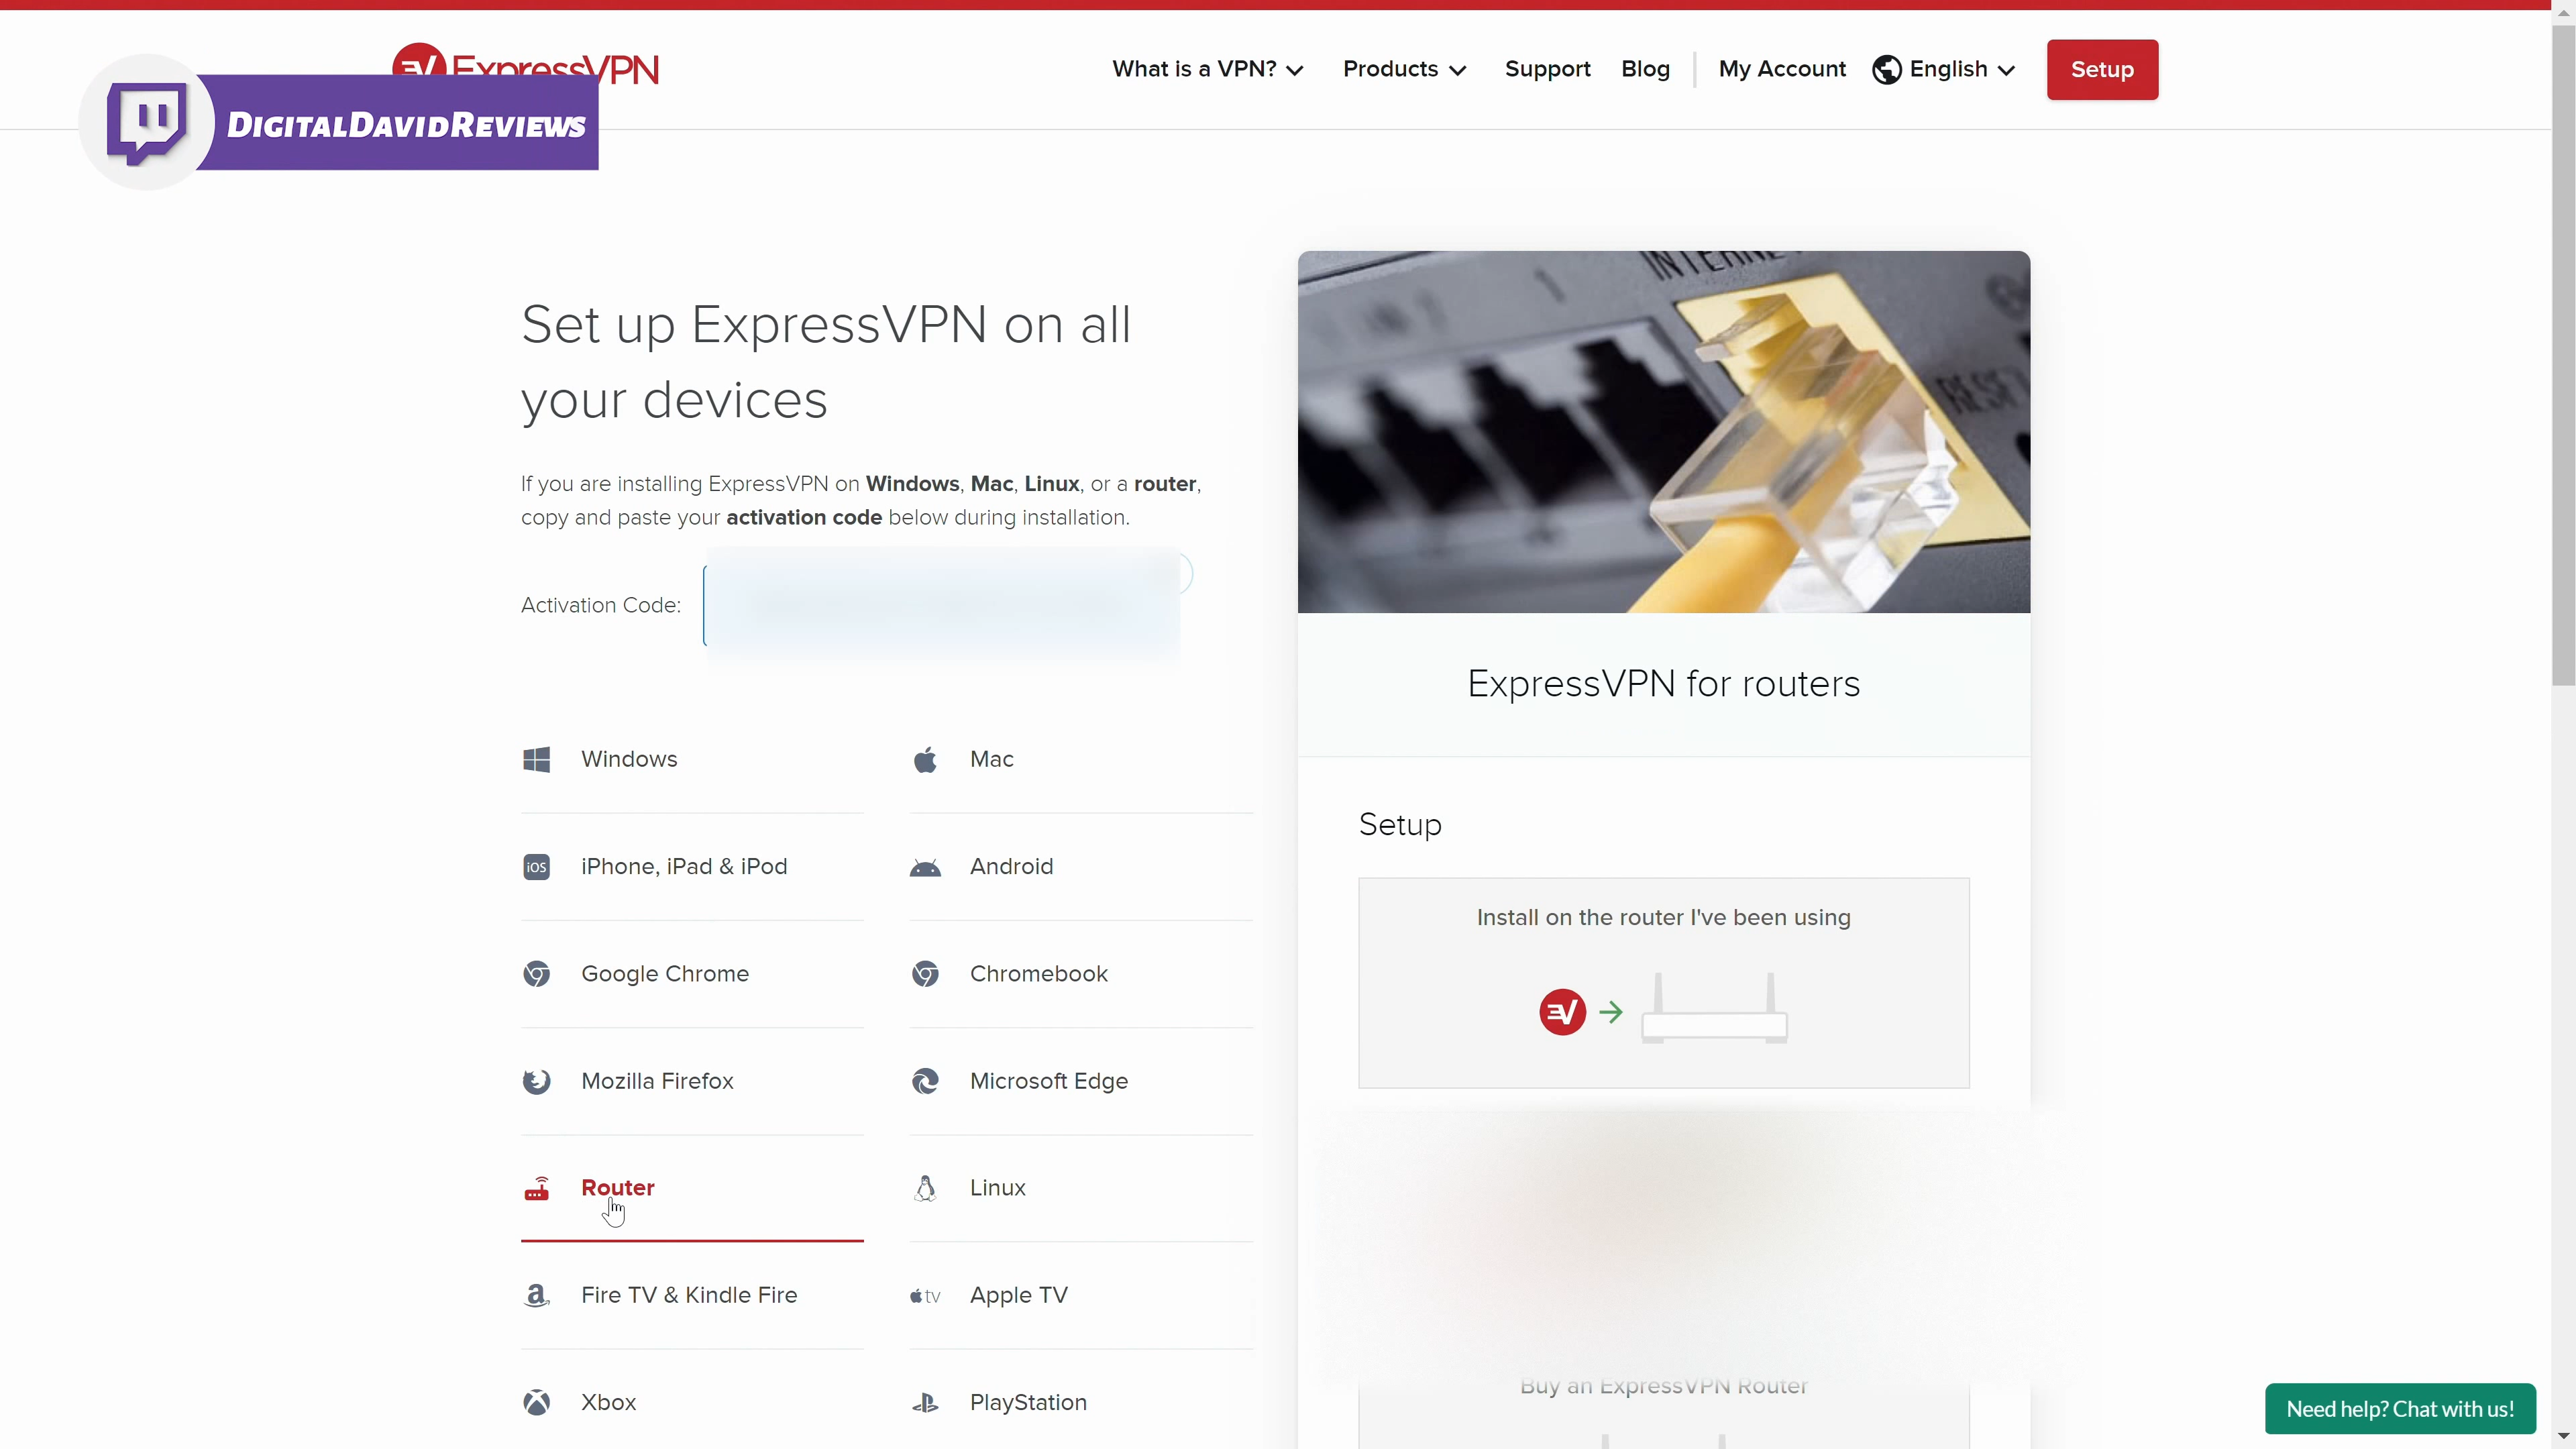 ExpressVPN
What is a VPN?
Products
Support
Blog
My Account
English
Setup
DigitalDavidReviews
Set up ExpressVPN on all
your devices
If you are installing ExpressVPN on Windows, Mac, Linux, or a router,
copy and paste your activation code below during installation.
Activation Code:
Windows
Mac
iOS
iPhone, iPad & iPod
Android
Google Chrome
Chromebook
Mozilla Firefox
Microsoft Edge
Router
Linux
Fire TV & Kindle Fire
tv
Apple TV
Xbox
PlayStation
INTERNET
RESET
ExpressVPN for routers
Setup
Install on the router I've been using
Buy an ExpressVPN Router
Need help? Chat with us!